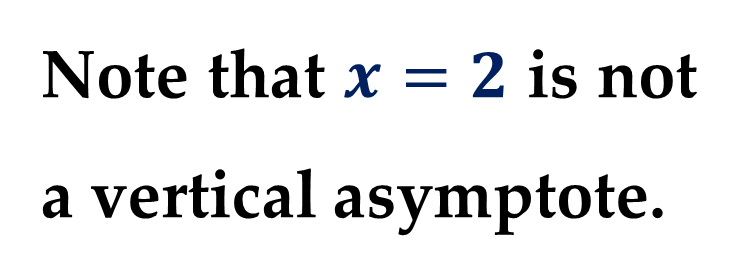 Note that x = 2 is not
a vertical asymptote.